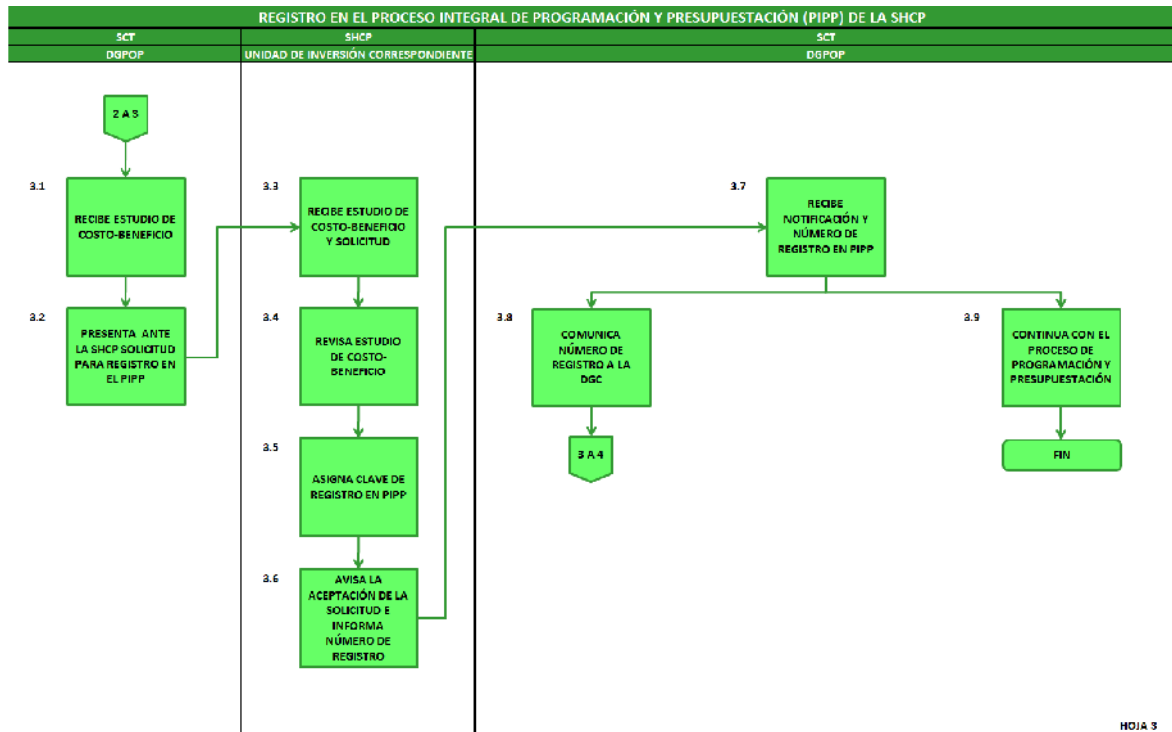 REGISTRO EN EL PROCESO INTEGRAL DE PROGRAMACIÓN Y PRESUPUESTACIÓN (PIPP) DE LA SHCP
SCT
DGPOP
SHCP
UNIDAD DE INVERSIÓN CORRESPONDIENTE
SCT
DGPOP
2 A 3
3.1
RECIBE ESTUDIO DE
COSTO-BENEFICIO
3.2
PRESENTA ANTE
LA SHCP SOLICITUD
PARA REGISTRO EN
EL PIPP
3.3
RECIBE ESTUDIO DE
COSTO-BENEFICIO
Y SOLICITUD
3.4
REVISA ESTUDIO
DE COSTO-
BENEFICIO
3.5
ASIGNA CLAVE DE
REGISTRO EN PIPP
3.6
AVISA LA
ACEPTACIÓN DE LA
SOLICITUD E
INFORMA
NÚMERO DE
REGISTRO
3.7
RECIBE
NOTIFICACIÓN Y
NÚMERO DE
REGISTRO EN PIPP
3.8
COMUNICA
NÚMERO DE
REGISTRO A LA
DGC
3 A 4
3.9
CONTINUA CON EL
PROCESO DE
PROGRAMACIÓN Y
PRESUPUESTACIÓN
FIN
HOJA 3